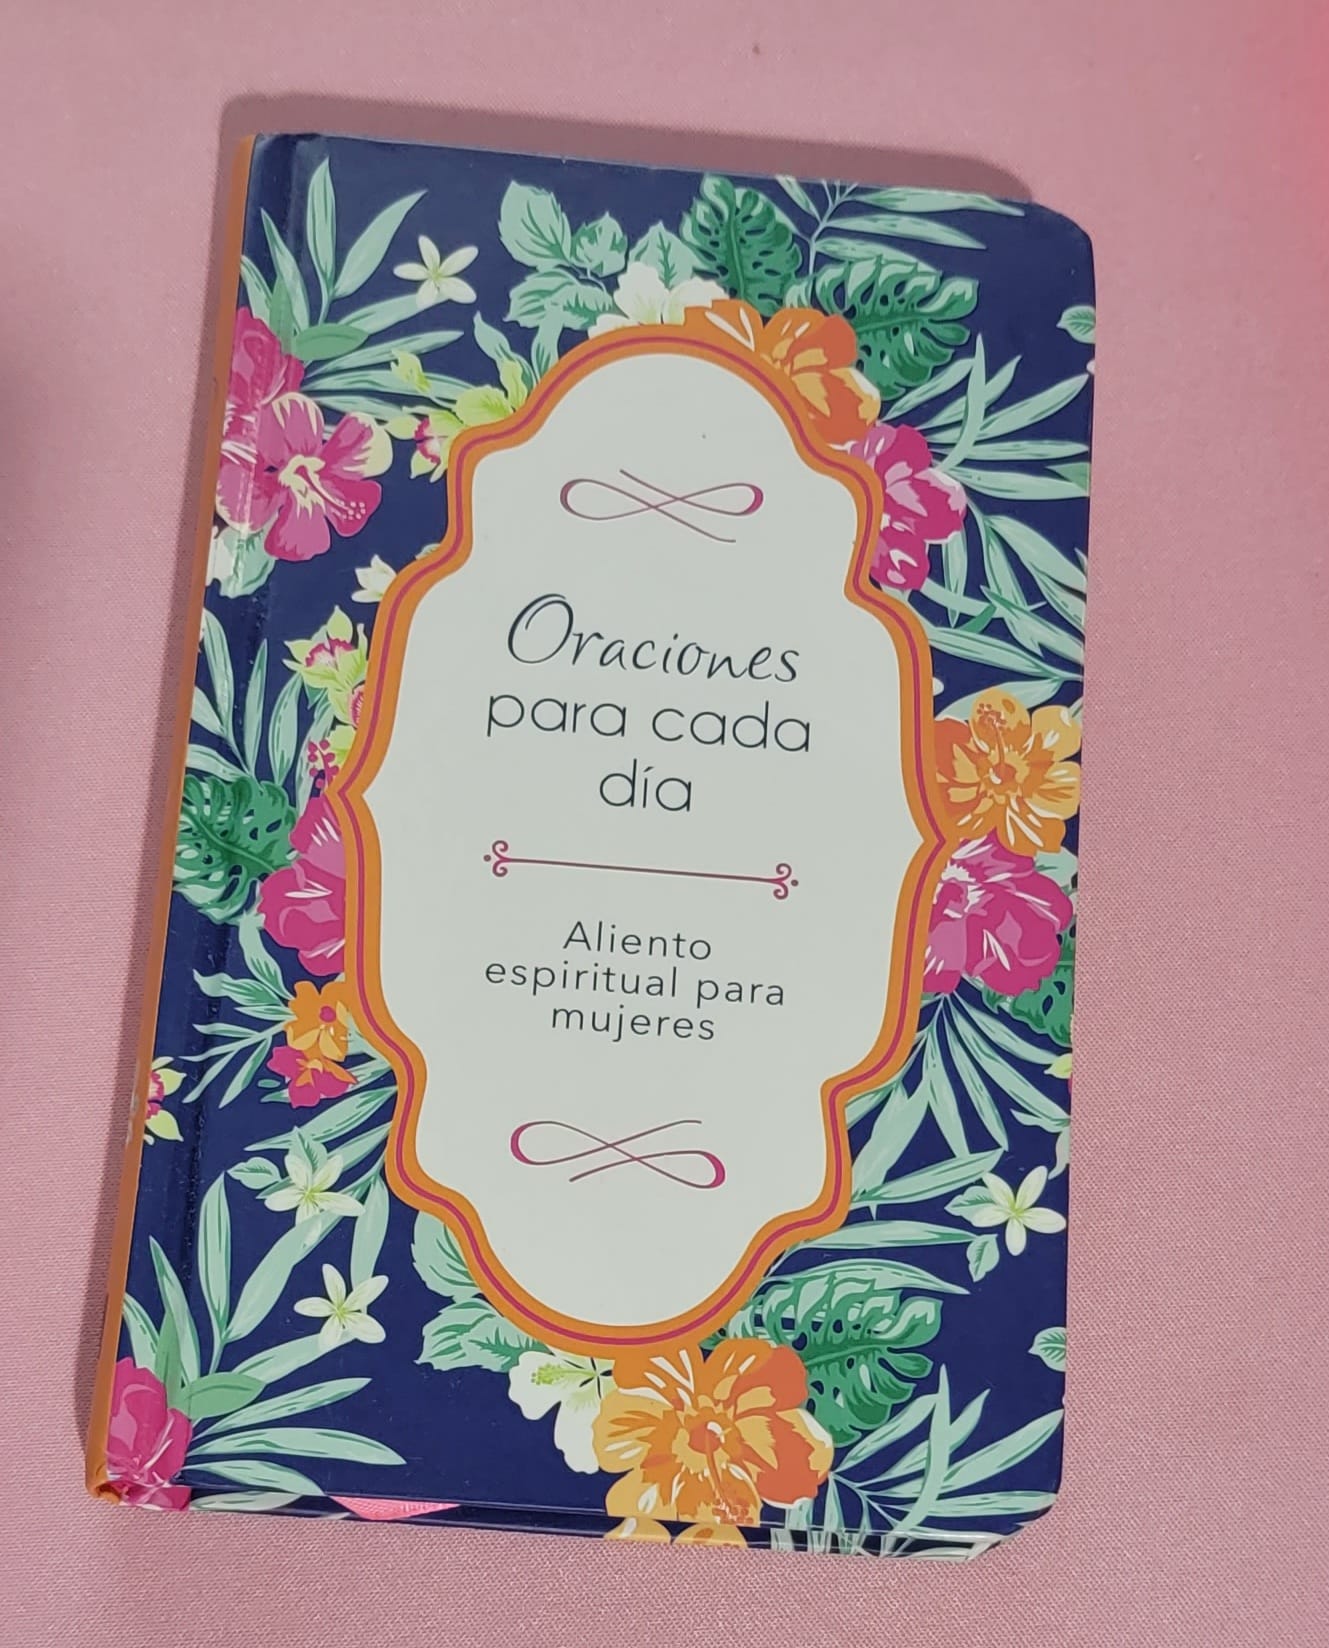 Oraciones
para cada
día
Aliento
espiritual para
mujeres